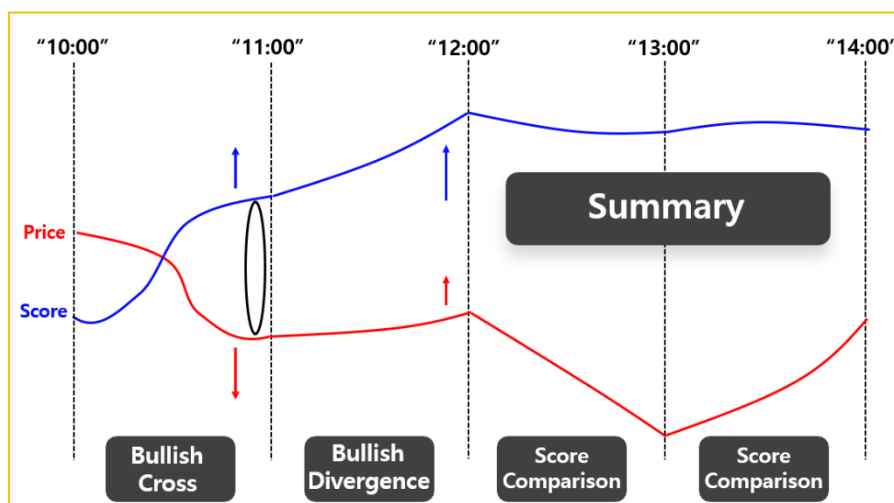 “10:00” “11:00” “12:00” “13:00” “14:00”
Summary
Price
Score
Bullish
Cross
Bullish
Divergence
Score
Comparison
Score
Comparison